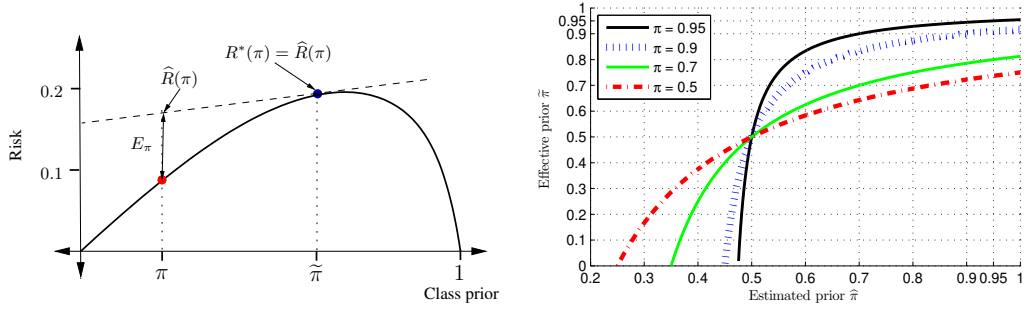 R*(π) = R̂(π)
R̂(π)
0.2
E_π
Risk
0.1
π
π̃
1
Class prior
1
0.95
0.9
0.8
0.7
0.6
0.5
0.4
0.3
0.2
0.1
0
Effective prior π̃
π = 0.95
π = 0.9
π = 0.7
π = 0.5
0.2 0.3 0.4 0.5 0.6 0.7 0.8 0.9 0.95 1
Estimated prior π̂